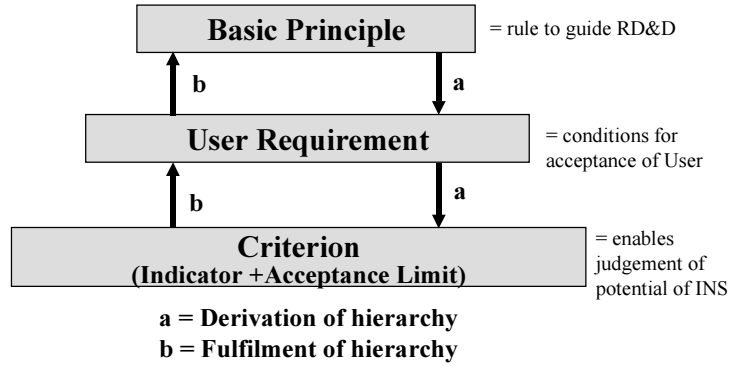 Basic Principle
= rule to guide RD&D
b
a
User Requirement
= conditions for
acceptance of User
b
a
Criterion
(Indicator +Acceptance Limit)
= enables
judgement of
potential of INS
a = Derivation of hierarchy
b = Fulfilment of hierarchy